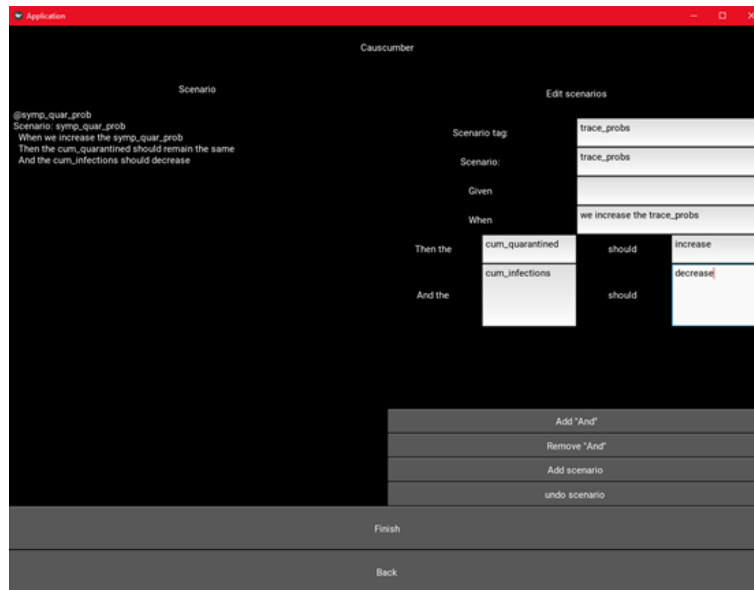 Application
Causcumber
Scenario
@symp_quar_prob
Scenario: symp_quar_prob
When we increase the symp_quar_prob
Then the cum_quarantined should remain the same
And the cum_infections should decrease
Edit scenarios
Scenario tag: trace_probs
Scenario: trace_probs
Given
When we increase the trace_probs
Then the cum_quarantined should increase
And the cum_infections should decrease
Add "And"
Remove "And"
Add scenario
undo scenario
Finish
Back